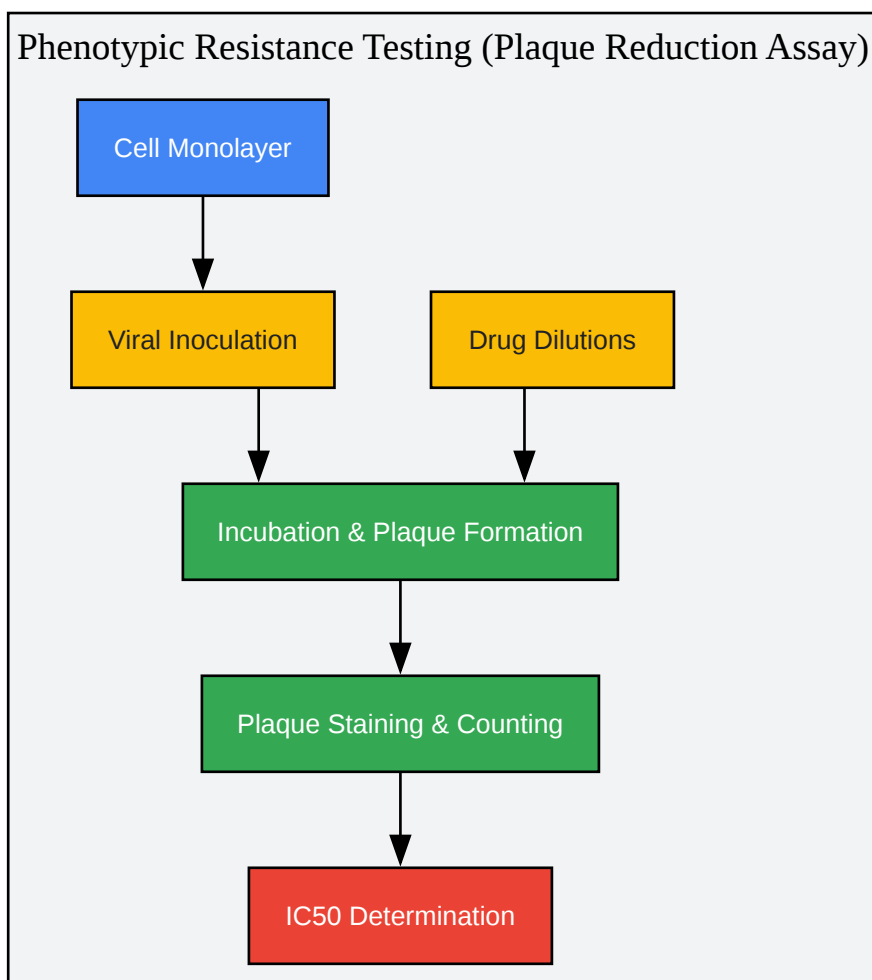 Phenotypic Resistance Testing (Plaque Reduction Assay)
Cell Monolayer
Viral Inoculation
Drug Dilutions
Incubation & Plaque Formation
Plaque Staining & Counting
IC50 Determination